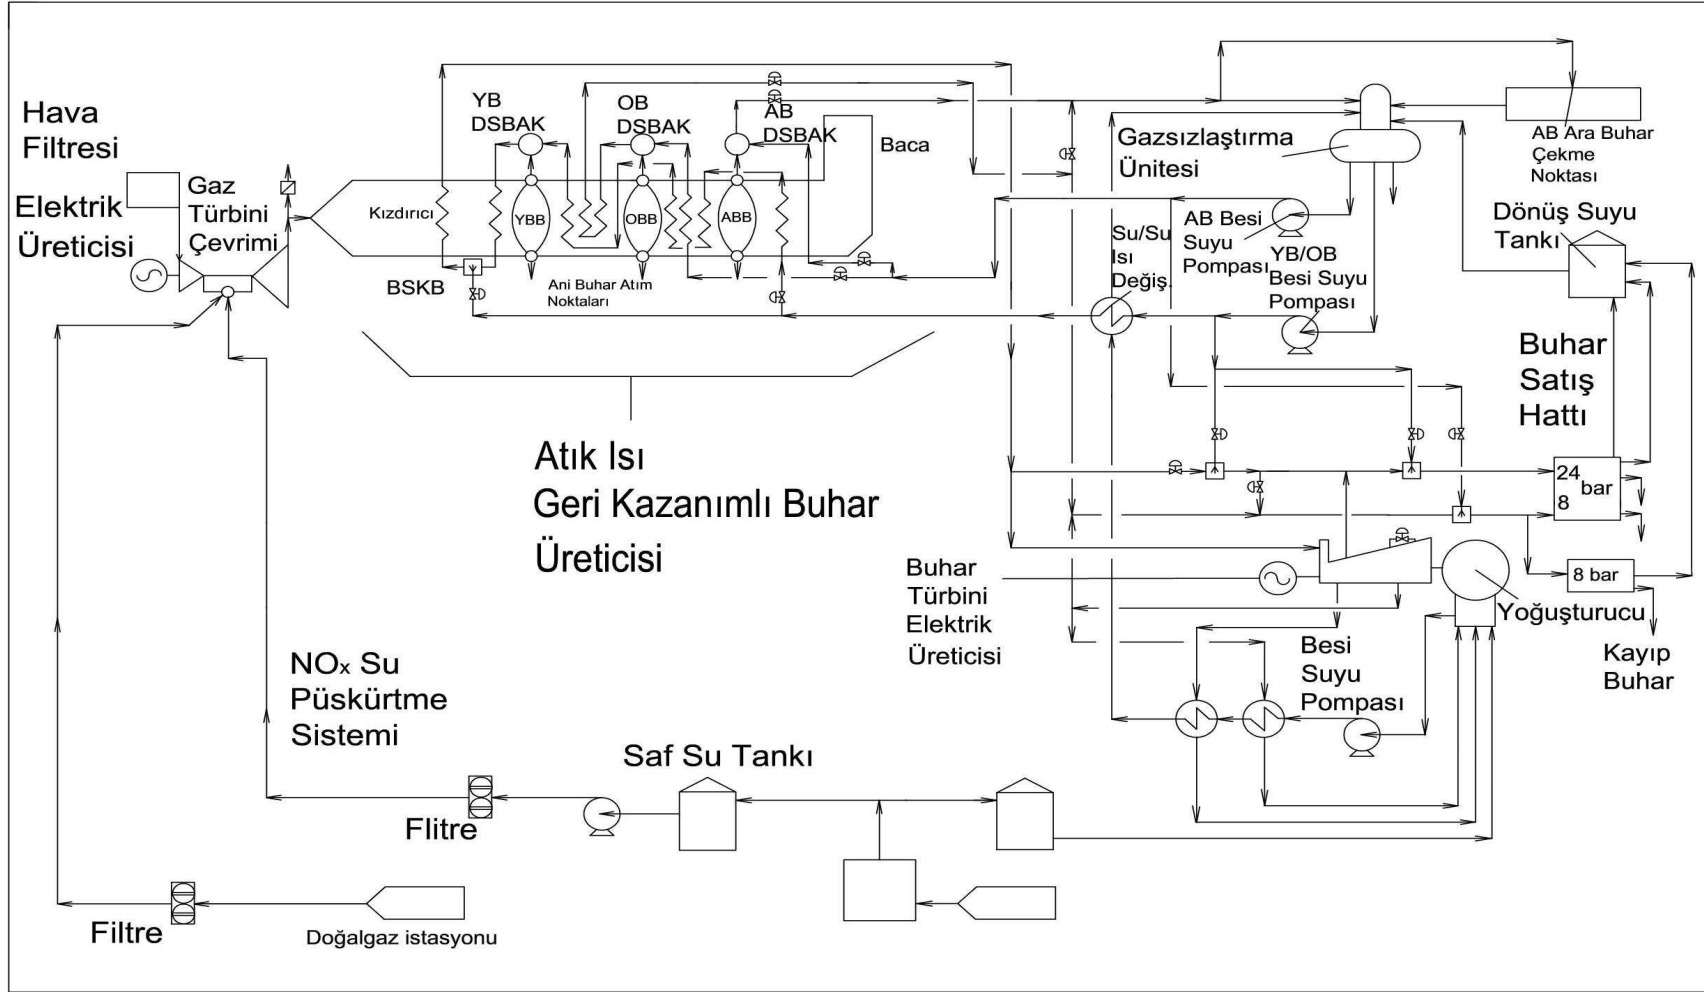 Hava
Filtresi
Elektrik
Üreticisi
Gaz
Türbini
Çevrimi
YB
DSBAK
OB
DSBAK
AB
DSBAK
Baca
Kızdırıcı
YBB
OBB
ABB
BSKB
Ani Buhar Atım
Noktaları
Gazsızlaştırma
Ünitesi
AB Ara Buhar
Çekme
Noktası
Dönüş Suyu
Tankı
AB Besi
Suyu
Pompası
YB/OB
Besi Suyu
Pompası
Su/Su
Isı
Değiş.
Buhar
Satış
Hattı
Atık Isı
Geri Kazanımlı Buhar
Üreticisi
24
bar
8
8 bar
Buhar
Türbini
Elektrik
Üreticisi
Yoğuşturucu
Kayıp
Buhar
Besi
Suyu
Pompası
NOx Su
Püskürtme
Sistemi
Saf Su Tankı
Flitre
Filtre
Doğalgaz istasyonu